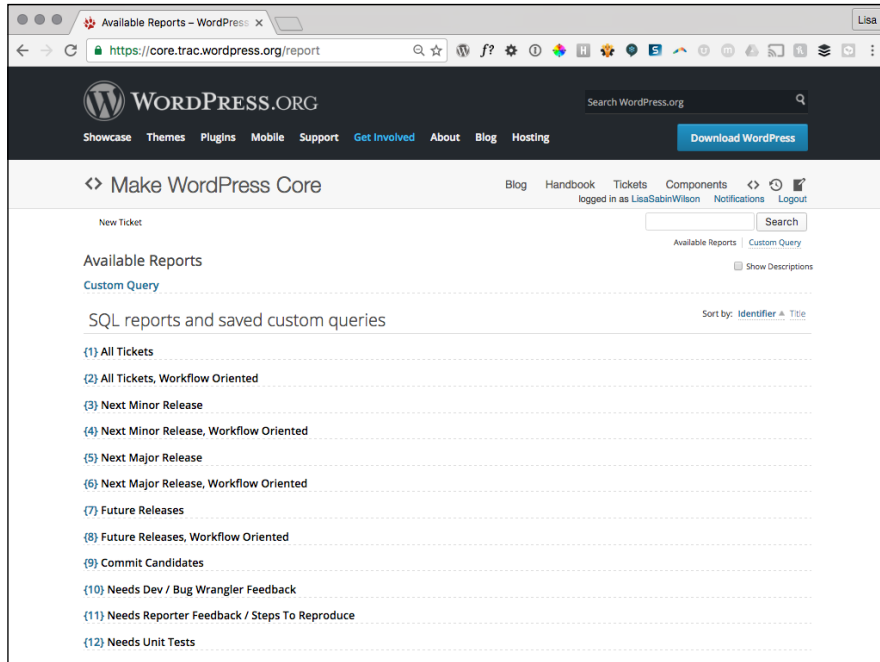 Available Reports – WordPress
Lisa
https://core.trac.wordpress.org/report
WORDPRESS.ORG
Search WordPress.org
Showcase Themes Plugins Mobile Support Get Involved About Blog Hosting
Download WordPress
<> Make WordPress Core
Blog Handbook Tickets Components
logged in as LisaSabinWilson Notifications Logout
New Ticket
Search
Available Reports Custom Query
Available Reports
Show Descriptions
Custom Query
SQL reports and saved custom queries
Sort by: Identifier Title
{1} All Tickets
{2} All Tickets, Workflow Oriented
{3} Next Minor Release
{4} Next Minor Release, Workflow Oriented
{5} Next Major Release
{6} Next Major Release, Workflow Oriented
{7} Future Releases
{8} Future Releases, Workflow Oriented
{9} Commit Candidates
{10} Needs Dev / Bug Wrangler Feedback
{11} Needs Reporter Feedback / Steps To Reproduce
{12} Needs Unit Tests